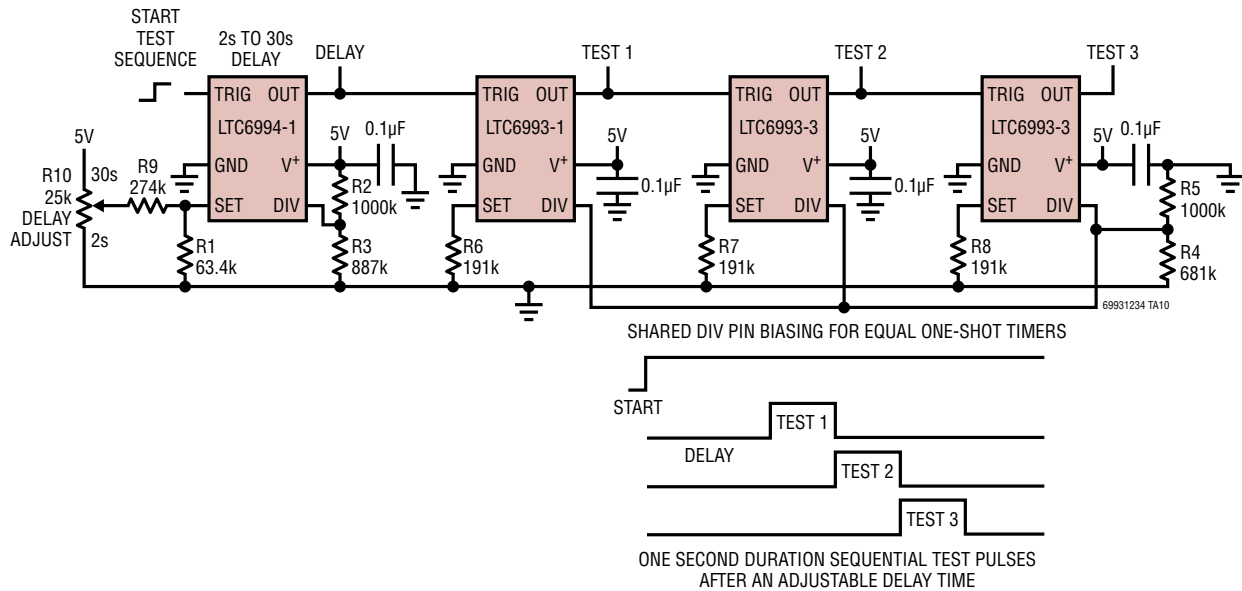 START
TEST
SEQUENCE
2s TO 30s
DELAY
DELAY
TEST 1
TEST 2
TEST 3
TRIG OUT
LTC6994-1
GND V+
SET DIV
TRIG OUT
LTC6993-1
GND V+
SET DIV
TRIG OUT
LTC6993-3
GND V+
SET DIV
TRIG OUT
LTC6993-3
GND V+
SET DIV
5V
R10
25k
DELAY
ADJUST
30s
2s
R9
274k
R1
63.4k
5V
0.1µF
R2
1000k
R3
887k
R6
191k
5V
0.1µF
R7
191k
5V
0.1µF
R8
191k
5V
0.1µF
R5
1000k
R4
681k
69931234 TA10
SHARED DIV PIN BIASING FOR EQUAL ONE-SHOT TIMERS
START
TEST 1
DELAY
TEST 2
TEST 3
ONE SECOND DURATION SEQUENTIAL TEST PULSES
AFTER AN ADJUSTABLE DELAY TIME